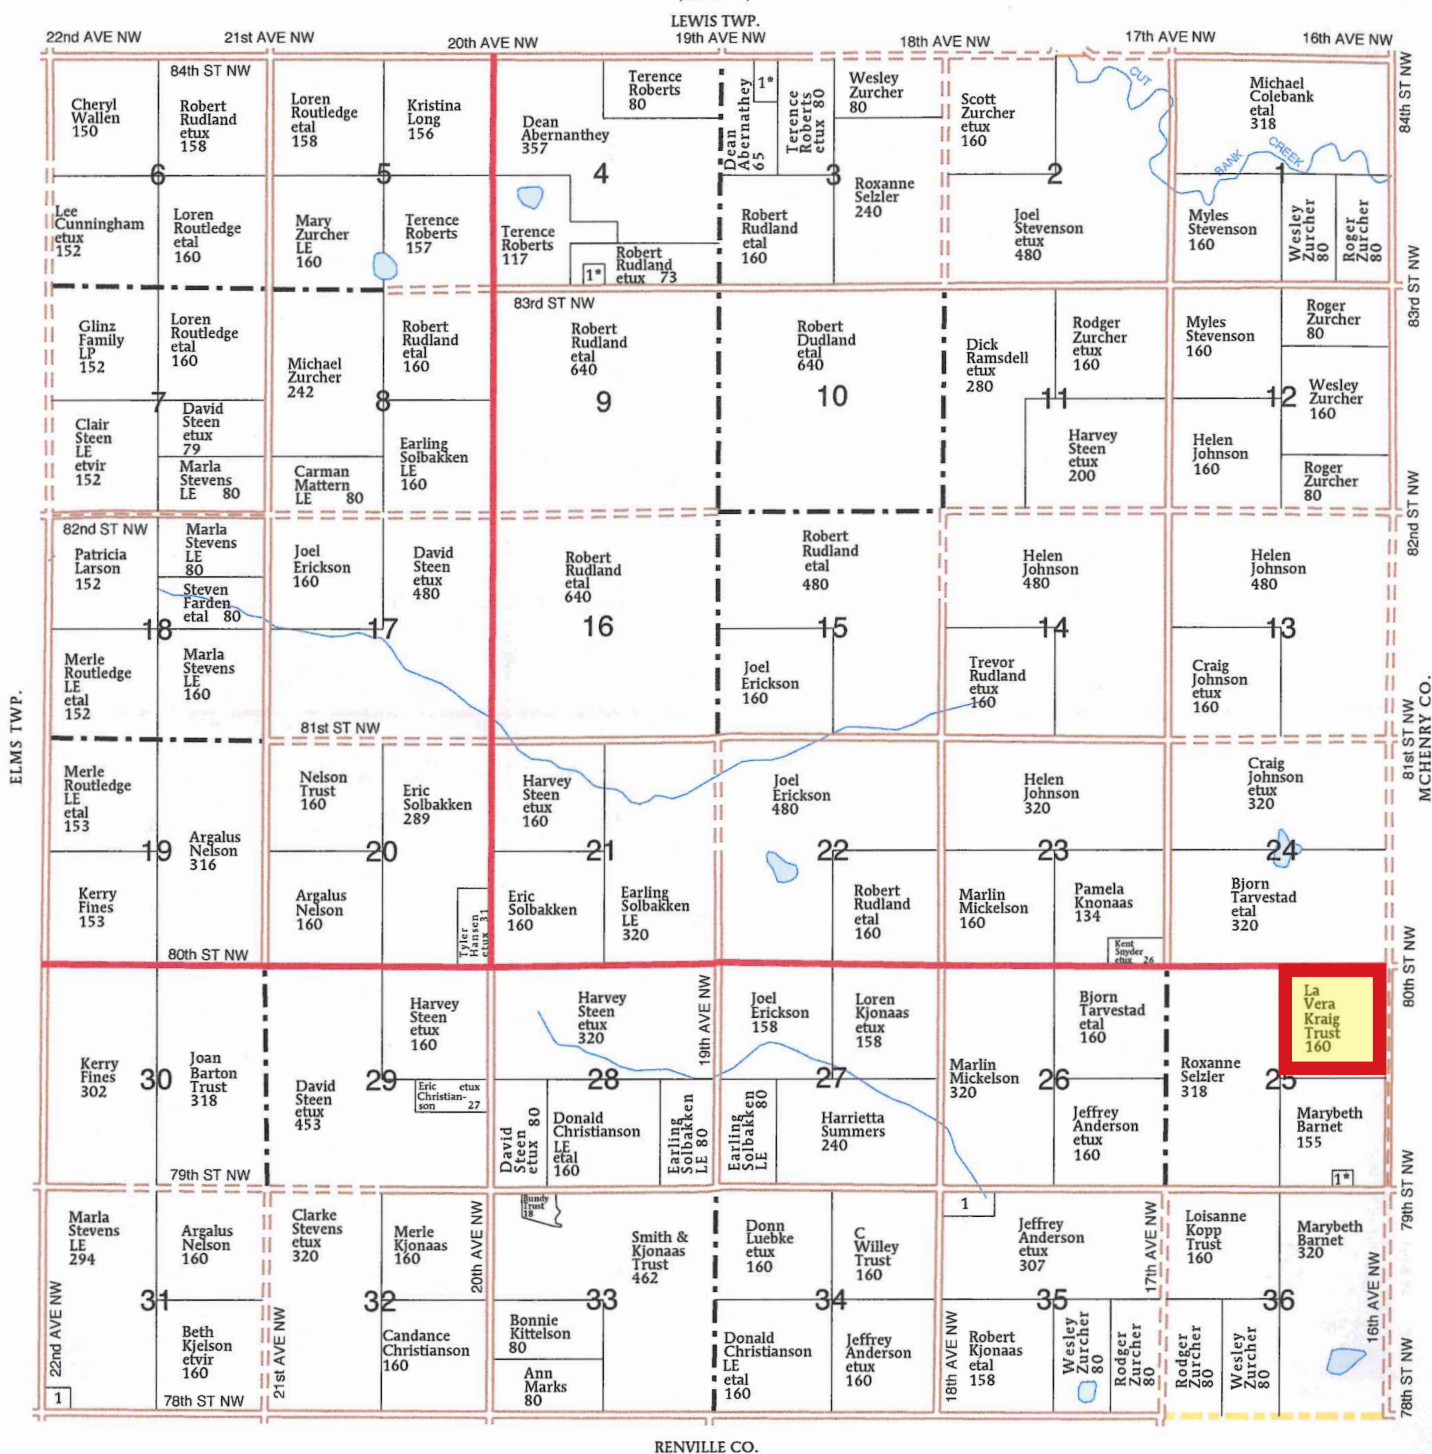 LEWIS TWP.
22nd AVE NW
21st AVE NW
20th AVE NW
19th AVE NW
18th AVE NW
17th AVE NW
16th AVE NW
84th ST NW
84th ST NW
Cheryl
Wallen
150
Robert
Rudland
etux
158
Loren
Routledge
etal
158
Kristina
Long
156
Dean
Abernanthey
357
Terence
Roberts
80
Dean
Abernathey
65
1*
Terence
Roberts
etux 80
Wesley
Zurcher
80
Scott
Zurcher
etux
160
CUT
BANK
CREEK
Michael
Colebank
etal
318
6
5
4
3
2
1
Lee
Cunningham
etux
152
Loren
Routledge
etal
160
Mary
Zurcher
LE
160
Terence
Roberts
157
Terence
Roberts
117
1*
Robert
Rudland
etux 73
Robert
Rudland
etal
160
Roxanne
Selzler
240
Joel
Stevenson
etux
480
Myles
Stevenson
160
Wesley
Zurcher
80
Roger
Zurcher
80
83rd ST NW
83rd ST NW
Glinz
Family
LP
152
Loren
Routledge
etal
160
Michael
Zurcher
242
Robert
Rudland
etal
160
Robert
Rudland
etal
640
Robert
Dudland
etal
640
Dick
Ramsdell
etux
280
Rodger
Zurcher
etux
160
Myles
Stevenson
160
Roger
Zurcher
80
7
8
9
10
11
12
Wesley
Zurcher
160
Clair
Steen
LE
etvir
152
David
Steen
etux
79
Marla
Stevens
LE 80
Carman
Mattern
LE 80
Earling
Solbakken
LE
160
Harvey
Steen
etux
200
Helen
Johnson
160
Roger
Zurcher
80
82nd ST NW
82nd ST NW
Patricia
Larson
152
Marla
Stevens
LE
80
Steven
Farden
etal 80
Joel
Erickson
160
David
Steen
etux
480
Robert
Rudland
etal
640
Robert
Rudland
etal
480
Helen
Johnson
480
Helen
Johnson
480
18
17
16
15
14
13
Merle
Routledge
LE
etal
152
Marla
Stevens
LE
160
Joel
Erickson
160
Trevor
Rudland
etux
160
Craig
Johnson
etux
160
ELMS TWP.
MCHENRY CO.
81st ST NW
81st ST NW
Merle
Routledge
LE
etal
153
Argalus
Nelson
316
Nelson
Trust
160
Eric
Solbakken
289
Harvey
Steen
etux
160
Joel
Erickson
480
Helen
Johnson
320
Craig
Johnson
etux
320
19
20
21
22
23
24
Kerry
Fines
153
Argalus
Nelson
160
Tyler
Hansen
etux 31
Eric
Solbakken
160
Earling
Solbakken
LE
320
Robert
Rudland
etal
160
Marlin
Mickelson
160
Pamela
Knonaas
134
Kent
Snyder
etux 26
Bjorn
Tarvestad
etal
320
80th ST NW
80th ST NW
Kerry
Fines
302
Joan
Barton
Trust
318
David
Steen
etux
453
Harvey
Steen
etux
160
Eric etux
Christian-
son 27
Harvey
Steen
etux
320
19th AVE NW
Joel
Erickson
158
Loren
Kjonaas
etux
158
Marlin
Mickelson
320
Bjorn
Tarvestad
etal
160
Roxanne
Selzler
318
La
Vera
Kraig
Trust
160
30
29
28
27
26
25
David
Steen
etux 80
Donald
Christianson
LE
etal
160
Earling
Solbakken
LE 80
Earling
Solbakken
LE 80
Harrietta
Summers
240
Jeffrey
Anderson
etux
160
Marybeth
Barnet
155
1*
79th ST NW
79th ST NW
Marla
Stevens
LE
294
Argalus
Nelson
160
Clarke
Stevens
etux
320
Merle
Kjonaas
160
20th AVE NW
Bundy
Trust
18
Smith &
Kjonaas
Trust
462
Donn
Luebke
etux
160
C
Willey
Trust
160
1
Jeffrey
Anderson
etux
307
17th AVE NW
Loisanne
Kopp
Trust
160
Marybeth
Barnet
320
31
32
33
34
35
36
22nd AVE NW
1
Beth
Kjelson
etvir
160
21st AVE NW
Candance
Christianson
160
Bonnie
Kittelson
80
Ann
Marks
80
Donald
Christianson
LE
etal
160
Jeffrey
Anderson
etux
160
18th AVE NW
Robert
Kjonaas
etal
158
Wesley
Zurcher
80
Rodger
Zurcher
80
Rodger
Zurcher
80
Wesley
Zurcher
80
16th AVE NW
78th ST NW
78th ST NW
RENVILLE CO.